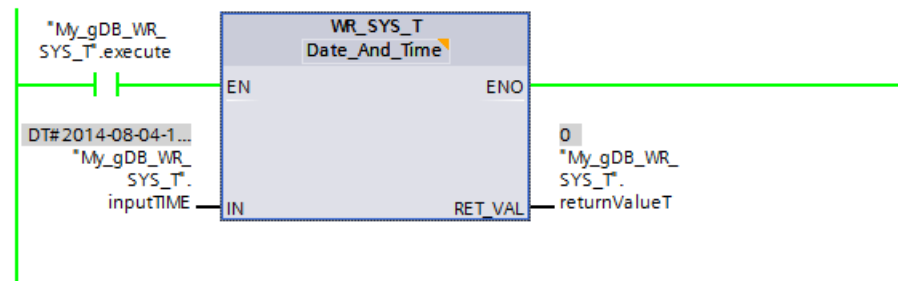 "My_gDB_WR_
SYS_T".execute
WR_SYS_T
Date_And_Time
EN
ENO
DT#2014-08-04-1...
"My_gDB_WR_
SYS_T".
inputTIME
IN
0
"My_gDB_WR_
SYS_T".
returnValueT
RET_VAL